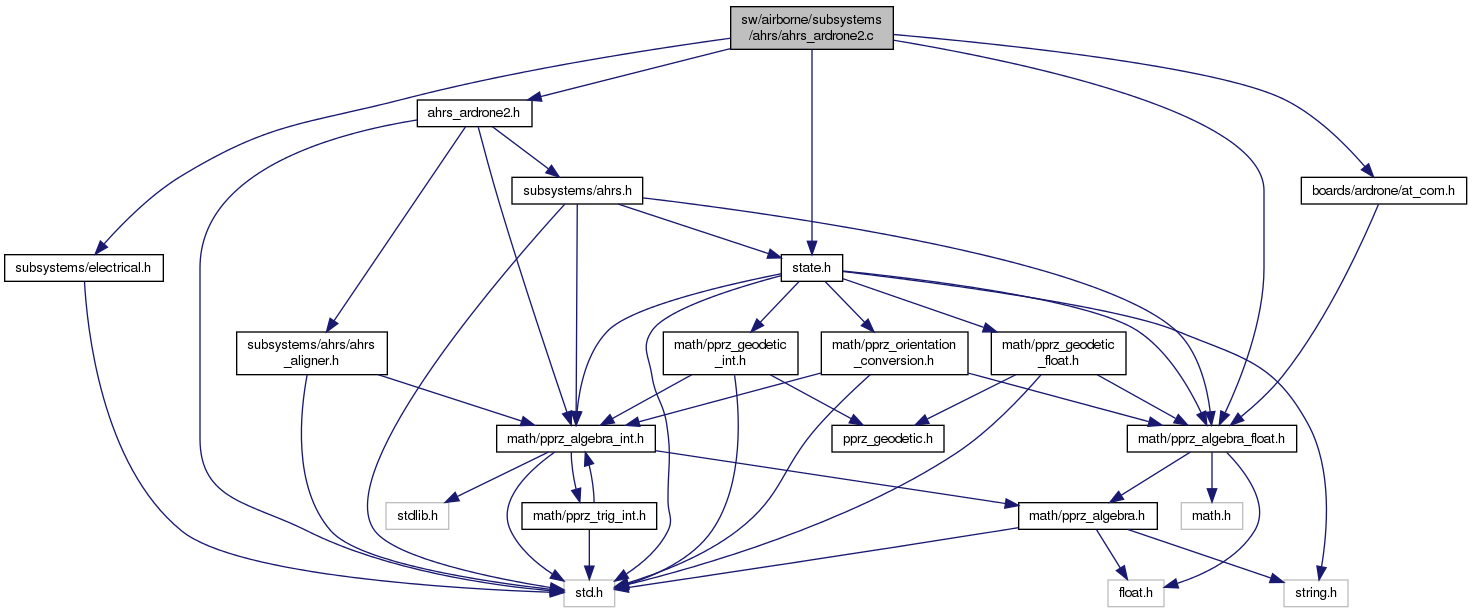 sw/airborne/subsystems
/ahrs/ahrs_ardrone2.c
ahrs_ardrone2.h
subsystems/ahrs.h
boards/ardrone/at_com.h
subsystems/electrical.h
state.h
subsystems/ahrs/ahrs
_aligner.h
math/pprz_geodetic
_int.h
math/pprz_orientation
_conversion.h
math/pprz_geodetic
_float.h
math/pprz_algebra_int.h
pprz_geodetic.h
math/pprz_algebra_float.h
stdlib.h
math/pprz_trig_int.h
math/pprz_algebra.h
math.h
std.h
float.h
string.h